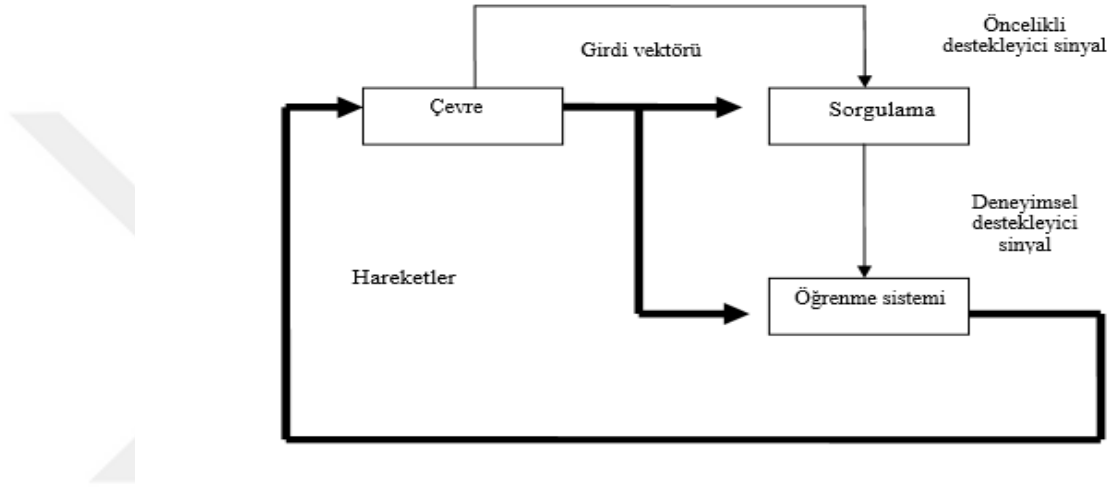 Öncelikli
destekleyici sinyal
Girdi vektörü
Çevre
Sorgulama
Deneyimsel
destekleyici
sinyal
Hareketler
Öğrenme sistemi